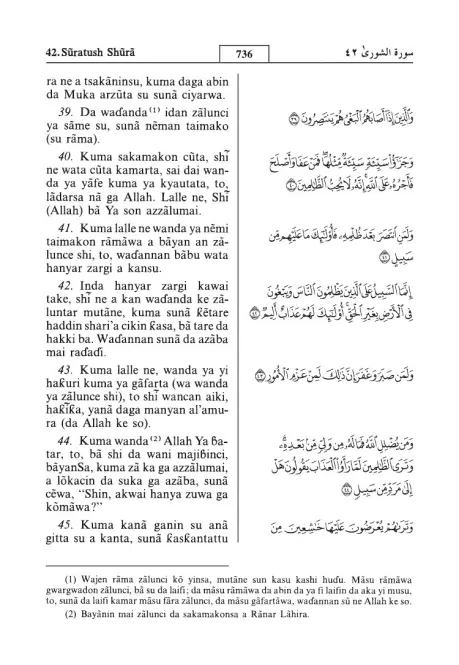 42. Sūratush Shūrā
736
سورة الشورى ٤٢
ra ne a tsakāninsu, kuma daga abin
da Muka arzūta su sunā ciyarwa.
39. Da waɗanda (1) idan zālunci
ya sāme su, sunā nēman taimako
(su rāma).
40. Kuma sakamakon cūta, shī
ne wata cūta kamarta, sai dai wan-
da ya yāfe kuma ya kyautata, to,
lādarsa nā ga Allah. Lalle ne, Shī
(Allah) bā Ya son azzālumai.
41. Kuma lalle ne wanda ya nēmi
taimakon rāmāwa a bāyan an zā-
lunce shi, to, waɗannan bābu wata
hanyar zargi a kansu.
42. Inda hanyar zargi kawai
take, shī ne a kan waɗanda ke zā-
luntar mutāne, kuma sunā ƙētare
haddin shari'a cikin ƙasa, bā tare da
hakki ba. Waɗannan sunā da azāba
mai raɗaɗi.
43. Kuma lalle ne, wanda ya yi
haƙuri kuma ya gāfarta (wa wanda
ya zālunce shi), to shī wancan aiki,
haƙīƙa, yanā daga manyan al'amu-
ra (da Allah ke so).
44. Kuma wanda (2) Allah Ya ɓa-
tar, to, bā shi da wani majiɓinci,
bāyanSa, kuma zā ka ga azzālumai,
a lōkacin da suka ga azāba, sunā
cēwa, “Shin, akwai hanya zuwa ga
kōmāwa?”
45. Kuma kanā ganin su anā
gitta su a kanta, sunā ƙasƙantattu
وَالَّذِينَ إِذَا أَصَابَهُمُ الْبَغْيُ هُمْ يَنتَصِرُونَ ٣٩
وَجَزَٰٓؤُا۟ سَيِّئَةٍ سَيِّئَةٌ مِّثْلُهَا فَمَنْ عَفَا وَأَصْلَحَ
فَأَجْرُهُ عَلَى اللَّهِ إِنَّهُ لَا يُحِبُّ الظَّالِمِينَ ٤٠
وَلَمَنِ انتَصَرَ بَعْدَ ظُلْمِهِ فَأُو۟لَٰٓئِكَ مَا عَلَيْهِم مِّن
سَبِيلٍ ٤١
إِنَّمَا السَّبِيلُ عَلَى الَّذِينَ يَظْلِمُونَ النَّاسَ وَيَبْغُونَ
فِي الْأَرْضِ بِغَيْرِ الْحَقِّ أُو۟لَٰٓئِكَ لَهُمْ عَذَابٌ أَلِيمٌ ٤٢
وَلَمَن صَبَرَ وَغَفَرَ إِنَّ ذَٰلِكَ لَمِنْ عَزْمِ الْأُمُورِ ٤٣
وَمَن يُضْلِلِ اللَّهُ فَمَا لَهُ مِن وَلِيٍّ مِّنۢ بَعْدِهِ
وَتَرَى الظَّالِمِينَ لَمَّا رَأَوُا۟ الْعَذَابَ يَقُولُونَ هَلْ
إِلَىٰ مَرَدٍّ مِّن سَبِيلٍ ٤٤
وَتَرَىٰهُمْ يُعْرَضُونَ عَلَيْهَا خَاشِعِينَ مِنَ
(1) Wajen rāma zālunci kō yinsa, mutāne sun kasu kashi huɗu. Māsu rāmāwa
gwargwadon zālunci, bā su da laifi; da māsu rāmāwa da abin da ya fi laifin da aka yi musu,
to, sunā da laifi kamar māsu fāra zālunci, da māsu gāfartāwa, waɗannan sū ne Allah ke so.
(2) Bayānin mai zālunci da sakamakonsa a Rānar Lāhira.